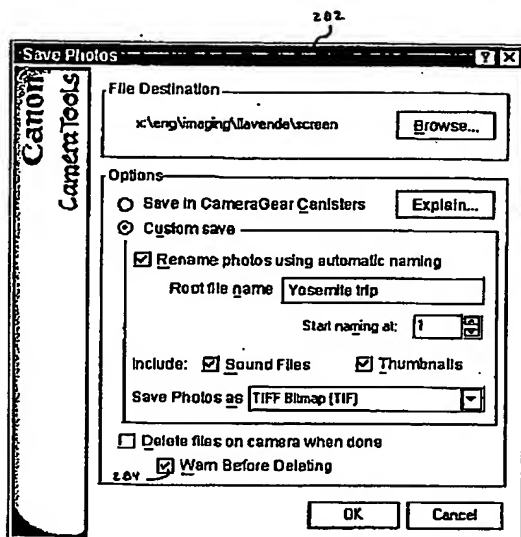 282
Save Photos
Canon
CameraTools
File Destination
x:\eng\imaging\llavenda\screen
Browse...
Options
Save in CameraGear Canisters
Explain...
Custom save
Rename photos using automatic naming
Root file name
Yosemite trip
Start naming at:
1
Include:
Sound Files
Thumbnails
Save Photos as
TIFF Bitmap (TIF)
Delete files on camera when done
284
Warn Before Deleting
OK
Cancel